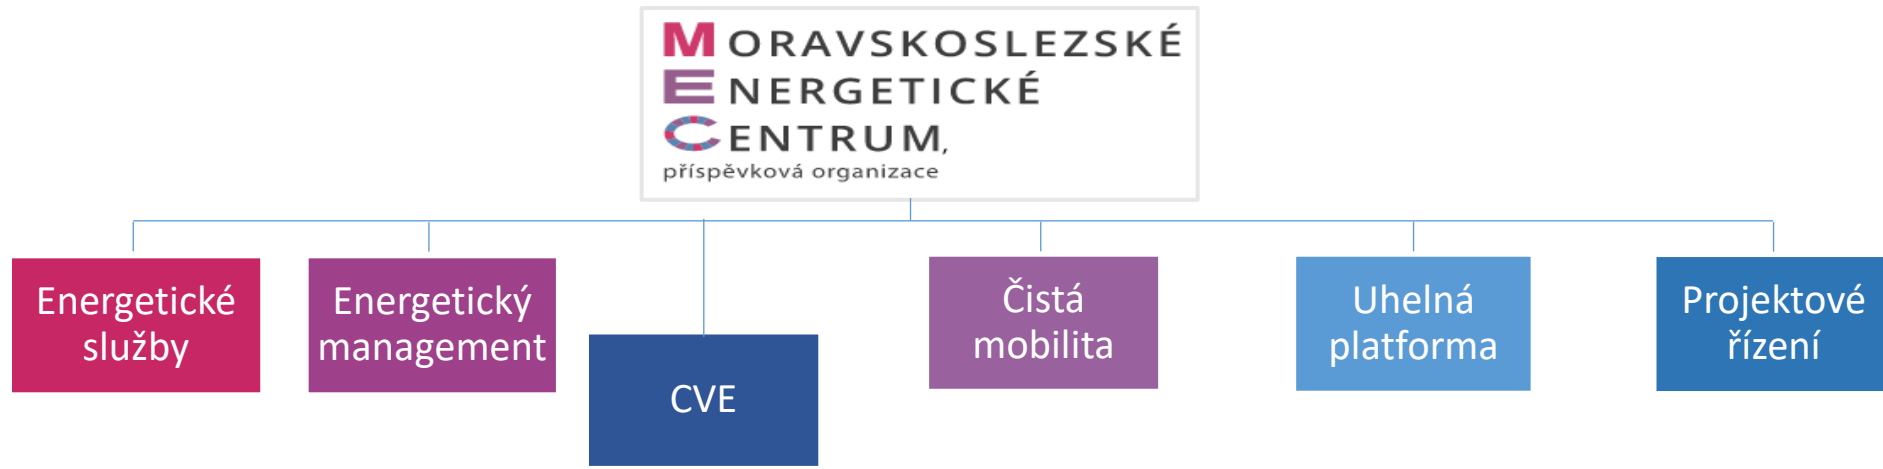 MORAVSKOSLEZSKÉ
ENERGETICKÉ
CENTRUM,
příspěvková organizace
Energetické
služby
Energetický
management
CVE
Čistá
mobilita
Uhelná
platforma
Projektové
řízení